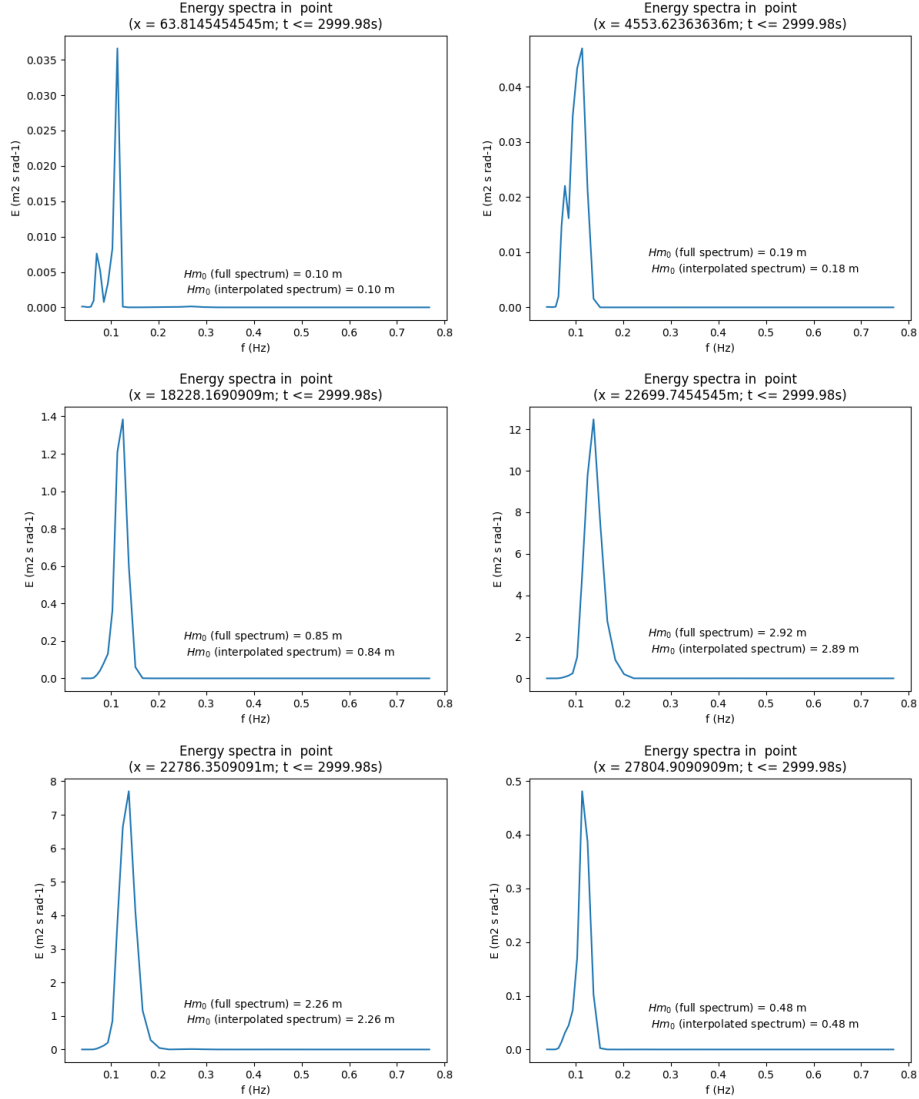 Energy spectra in  point
(x = 63.8145454545m; t <= 2999.98s)
E (m2 s rad-1)
0.035
0.030
0.025
0.020
0.015
0.010
0.005
0.000
Hm0 (full spectrum) = 0.10 m
Hm0 (interpolated spectrum) = 0.10 m
0.1 0.2 0.3 0.4 0.5 0.6 0.7 0.8
f (Hz)
Energy spectra in  point
(x = 4553.62363636m; t <= 2999.98s)
E (m2 s rad-1)
0.04
0.03
0.02
0.01
0.00
Hm0 (full spectrum) = 0.19 m
Hm0 (interpolated spectrum) = 0.18 m
0.1 0.2 0.3 0.4 0.5 0.6 0.7 0.8
f (Hz)
Energy spectra in  point
(x = 18228.1690909m; t <= 2999.98s)
E (m2 s rad-1)
1.4
1.2
1.0
0.8
0.6
0.4
0.2
0.0
Hm0 (full spectrum) = 0.85 m
Hm0 (interpolated spectrum) = 0.84 m
0.1 0.2 0.3 0.4 0.5 0.6 0.7 0.8
f (Hz)
Energy spectra in  point
(x = 22699.7454545m; t <= 2999.98s)
E (m2 s rad-1)
12
10
8
6
4
2
0
Hm0 (full spectrum) = 2.92 m
Hm0 (interpolated spectrum) = 2.89 m
0.1 0.2 0.3 0.4 0.5 0.6 0.7 0.8
f (Hz)
Energy spectra in  point
(x = 22786.3509091m; t <= 2999.98s)
E (m2 s rad-1)
8
7
6
5
4
3
2
1
0
Hm0 (full spectrum) = 2.26 m
Hm0 (interpolated spectrum) = 2.26 m
0.1 0.2 0.3 0.4 0.5 0.6 0.7 0.8
f (Hz)
Energy spectra in  point
(x = 27804.9090909m; t <= 2999.98s)
E (m2 s rad-1)
0.5
0.4
0.3
0.2
0.1
0.0
Hm0 (full spectrum) = 0.48 m
Hm0 (interpolated spectrum) = 0.48 m
0.1 0.2 0.3 0.4 0.5 0.6 0.7 0.8
f (Hz)